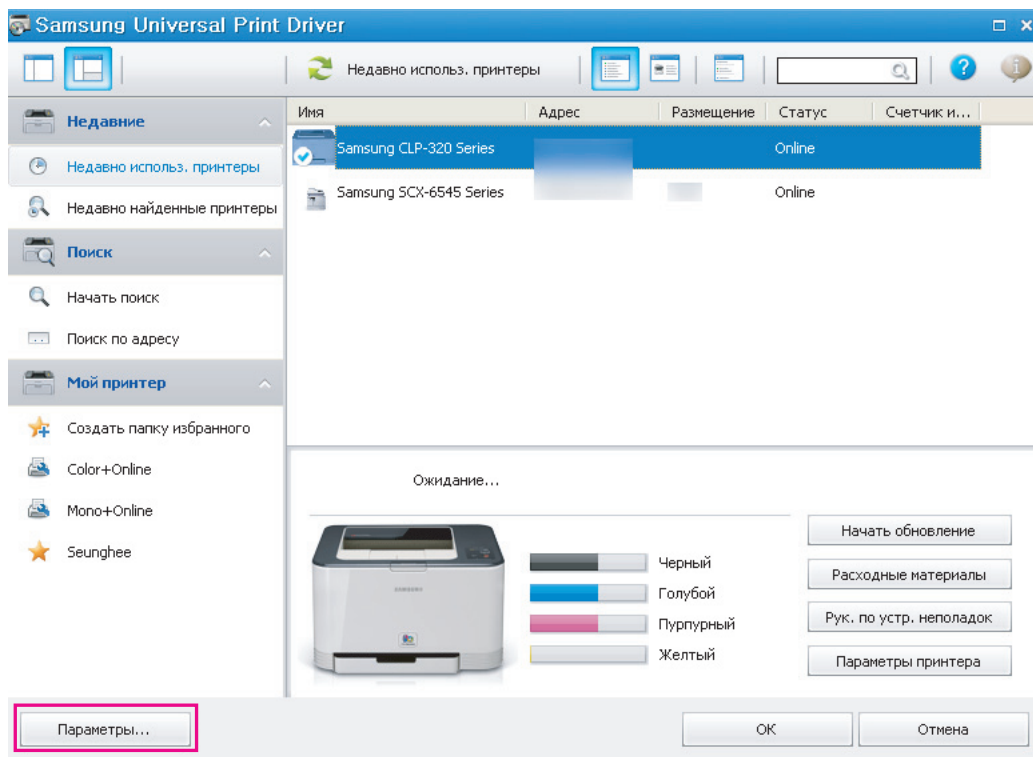 Samsung Universal Print Driver
Недавно использ. принтеры
Недавние
Недавно использ. принтеры
Недавно найденные принтеры
Поиск
Начать поиск
Поиск по адресу
Мой принтер
Создать папку избранного
Color+Online
Mono+Online
Seunghee
Имя Адрес Размещение Статус Счетчик и...
Samsung CLP-320 Series Online
Samsung SCX-6545 Series Online
Ожидание...
SAMSUNG
Черный
Голубой
Пурпурный
Желтый
Начать обновление
Расходные материалы
Рук. по устр. неполадок
Параметры принтера
Параметры...
OK
Отмена